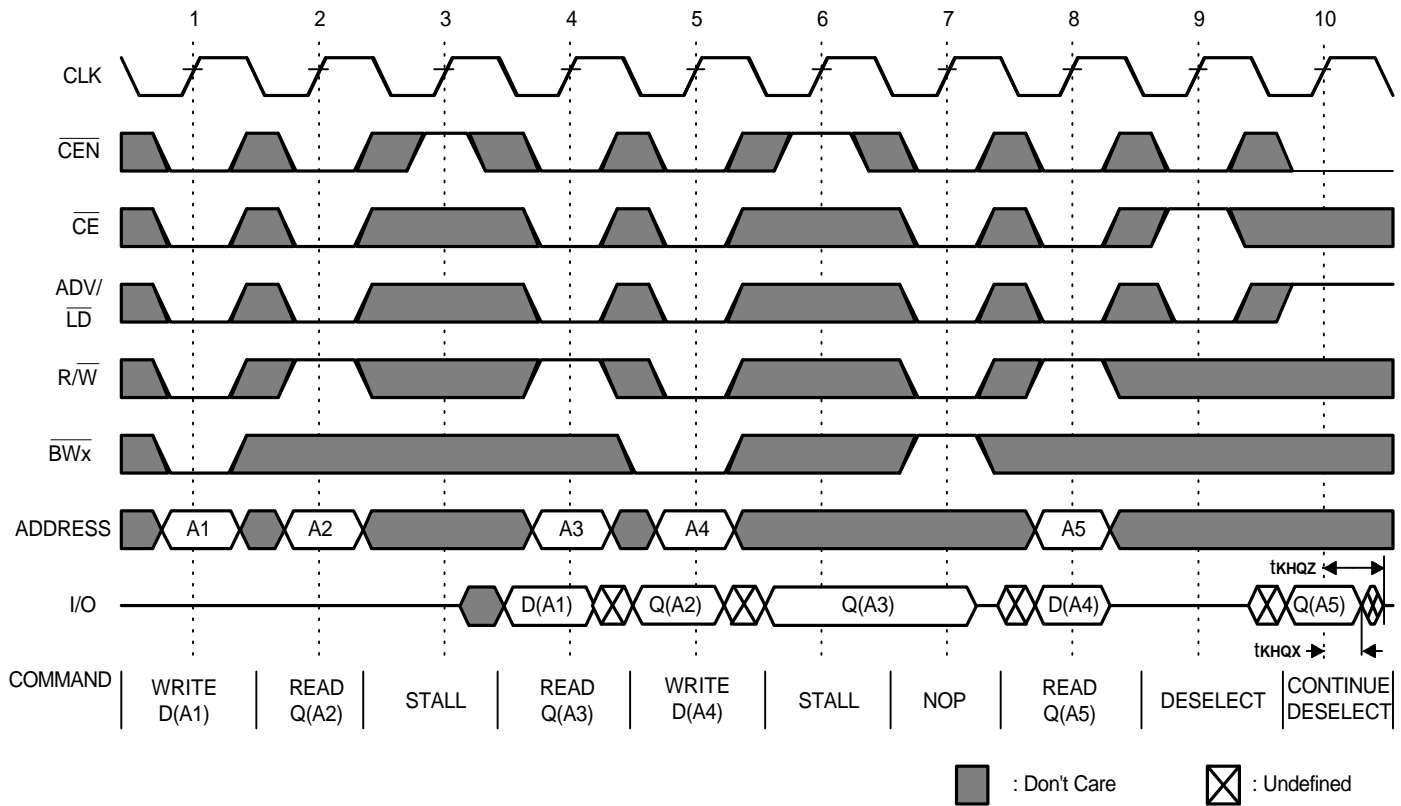 1 2 3 4 5 6 7 8 9 10
CLK
CEN
CE
ADV/
LD
R/W
BWx
ADDRESS A1 A2 A3 A4 A5
tKHQZ
I/O D(A1) Q(A2) Q(A3) D(A4) Q(A5)
tKHQX
COMMAND WRITE D(A1) READ Q(A2) STALL READ Q(A3) WRITE D(A4) STALL NOP READ Q(A5) DESELECT CONTINUE DESELECT
: Don't Care : Undefined